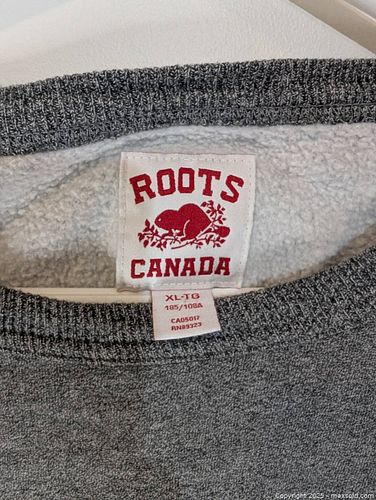 ROOTS
CANADA
XL-TG
185/108A
CA05017
RN89323
Copyright 2025 - maxsold.com